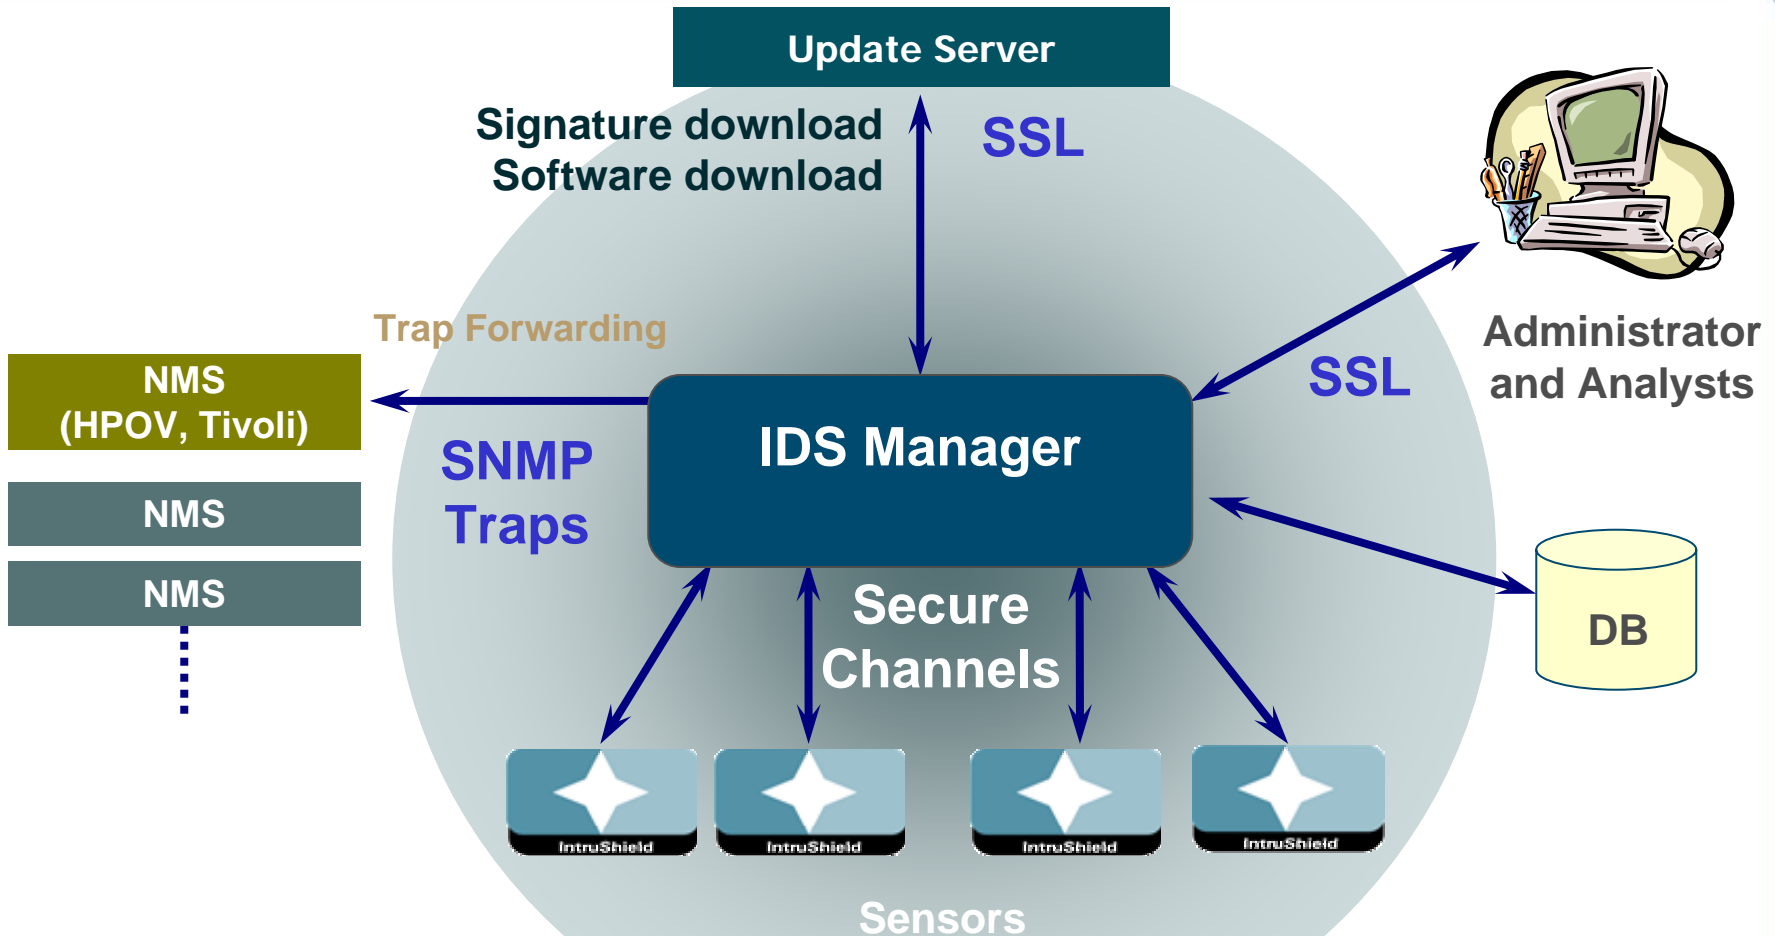 Update Server
Signature download
Software download
SSL
Trap Forwarding
NMS
(HPOV, Tivoli)
SNMP
Traps
NMS
NMS
IDS Manager
SSL
Administrator
and Analysts
DB
Secure
Channels
IntruShield
IntruShield
IntruShield
IntruShield
Sensors